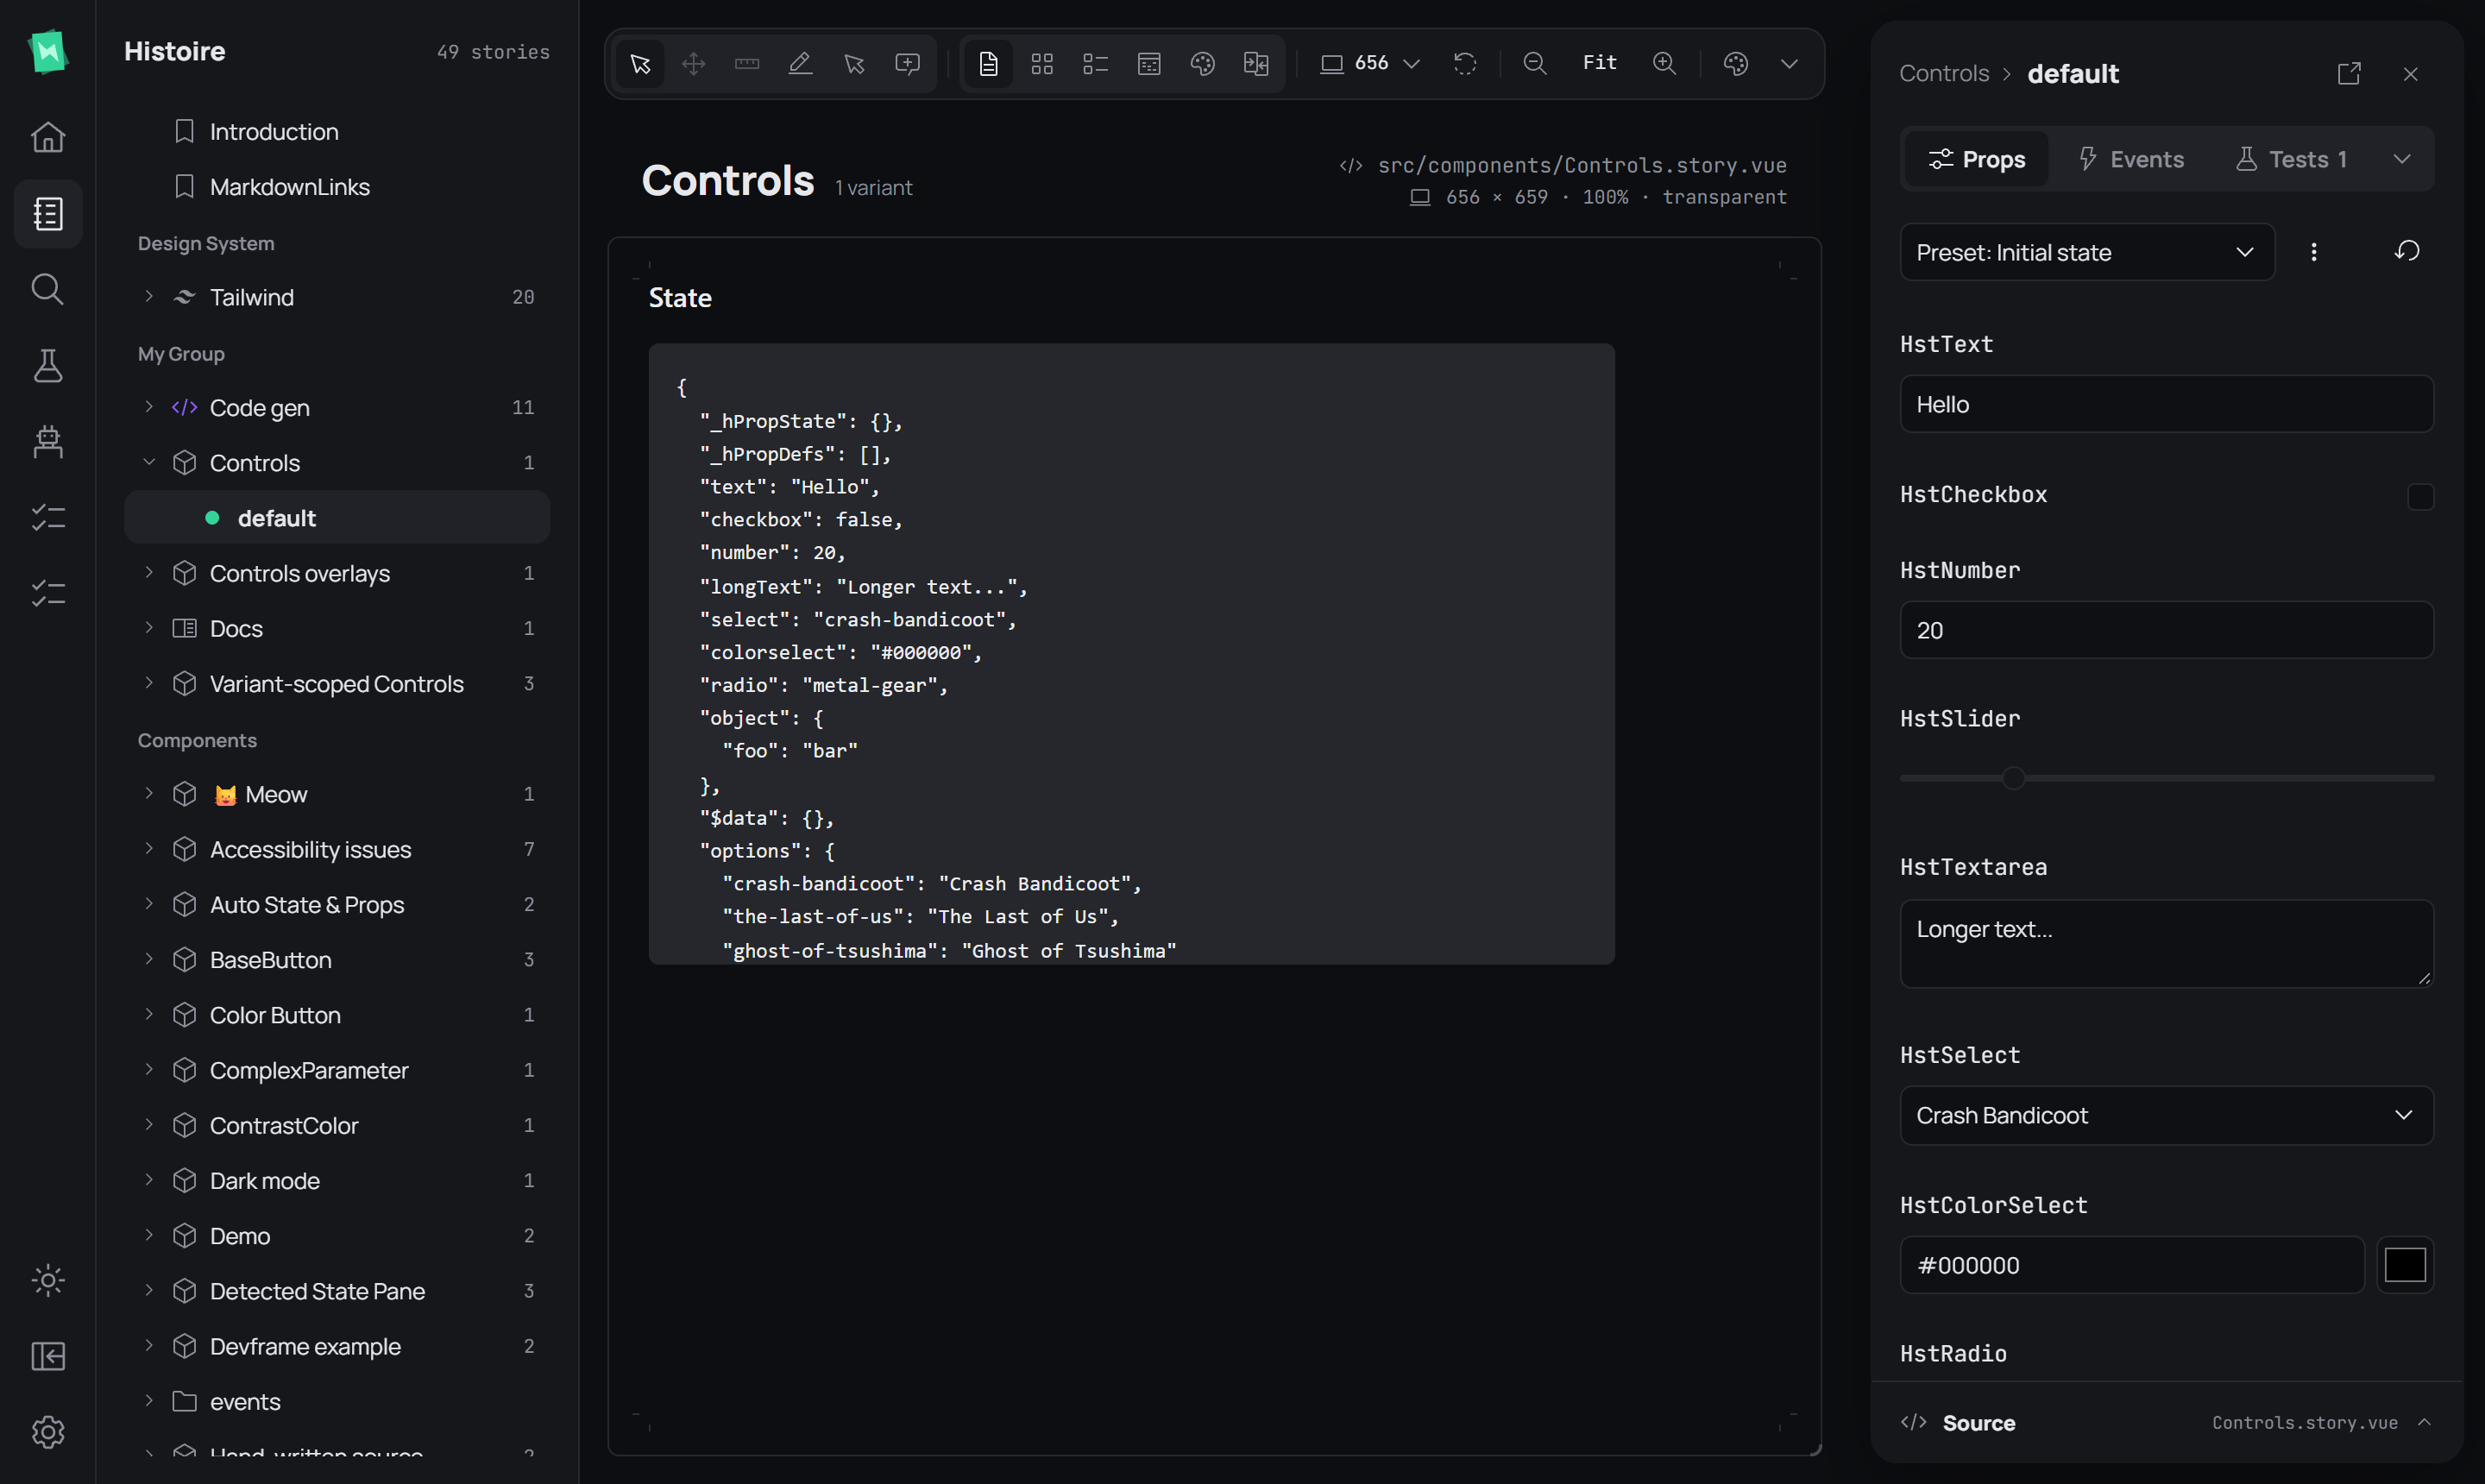 Histoire
49 stories
Introduction
MarkdownLinks
Design System
Tailwind 20
My Group
Code gen 11
Controls 1
default
Controls overlays 1
Docs 1
Variant-scoped Controls 3
Components
😼 Meow 1
Accessibility issues 7
Auto State & Props 2
BaseButton 3
Color Button 1
ComplexParameter 1
ContrastColor 1
Dark mode 1
Demo 2
Detected State Pane 3
Devframe example 2
events
Hand-written source 2
656
Fit
Controls 1 variant
</> src/components/Controls.story.vue
656 × 659 · 100% · transparent
State
{
"_hPropState": {},
"_hPropDefs": [],
"text": "Hello",
"checkbox": false,
"number": 20,
"longText": "Longer text...",
"select": "crash-bandicoot",
"colorselect": "#000000",
"radio": "metal-gear",
"object": {
"foo": "bar"
},
"$data": {},
"options": {
"crash-bandicoot": "Crash Bandicoot",
"the-last-of-us": "The Last of Us",
"ghost-of-tsushima": "Ghost of Tsushima"
Controls > default
Props
Events
Tests 1
Preset: Initial state
HstText
Hello
HstCheckbox
HstNumber
20
HstSlider
HstTextarea
Longer text...
HstSelect
Crash Bandicoot
HstColorSelect
#000000
HstRadio
</> Source
Controls.story.vue